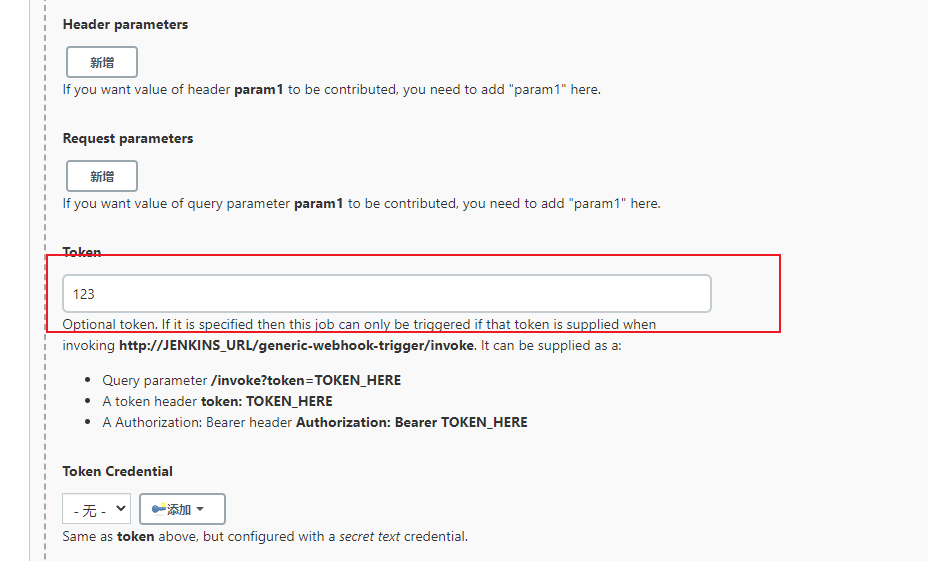 Header parameters
新增
If you want value of header param1 to be contributed, you need to add "param1" here.
Request parameters
新增
If you want value of query parameter param1 to be contributed, you need to add "param1" here.
Token
123
Optional token. If it is specified then this job can only be triggered if that token is supplied when
invoking http://JENKINS_URL/generic-webhook-trigger/invoke. It can be supplied as a:
Query parameter /invoke?token=TOKEN_HERE
A token header token: TOKEN_HERE
A Authorization: Bearer header Authorization: Bearer TOKEN_HERE
Token Credential
- 无 - 添加
Same as token above, but configured with a secret text credential.